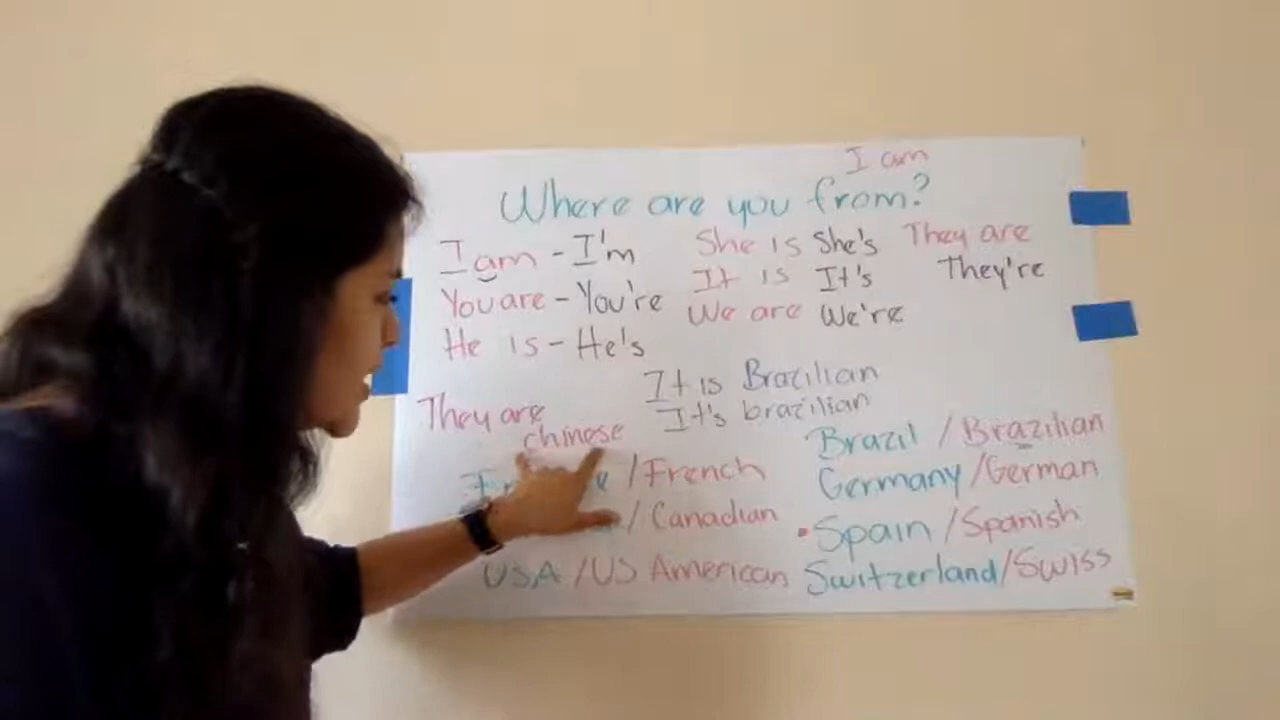 I am
Where are you from?
I am - I'm
You are - You're
He is - He's
She is She's
It is It's
We are We're
They are
They're
It is Brazilian
It's brazilian
They are
chinese
/French
/Canadian
USA /US American
Brazil /Brazilian
Germany /German
Spain /Spanish
Switzerland/Swiss